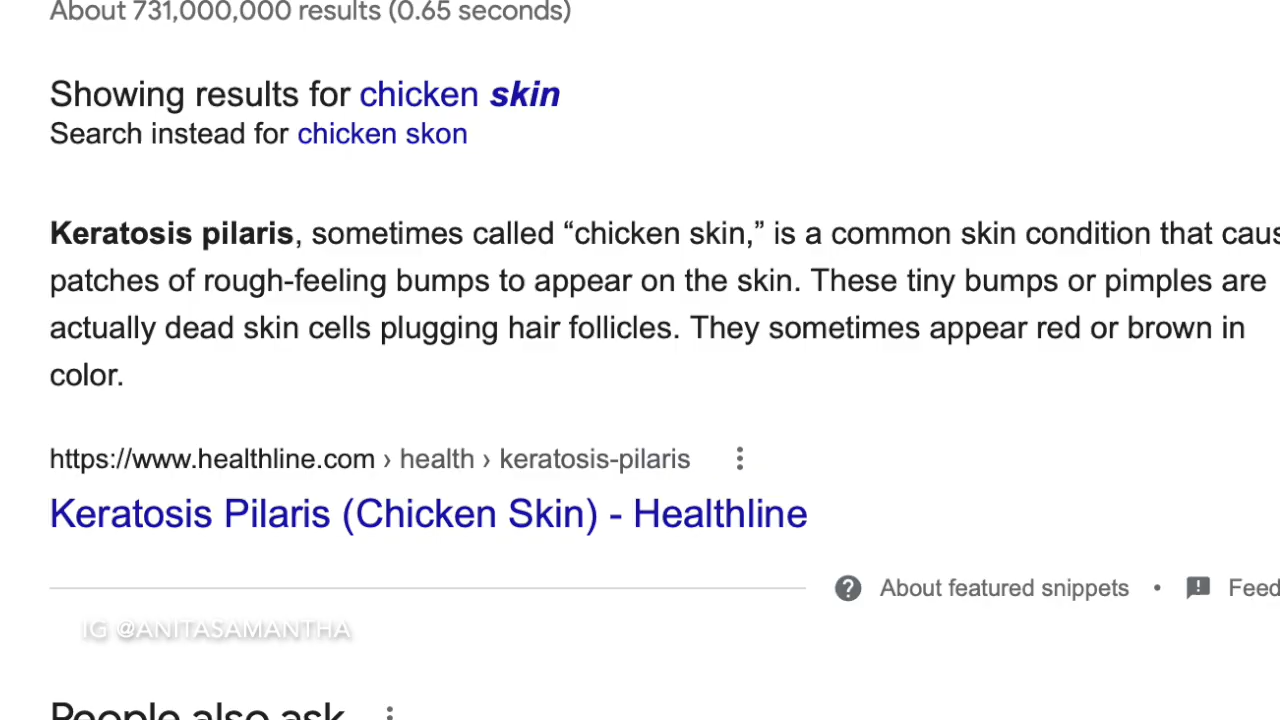 About 731,000,000 results (0.65 seconds)
Showing results for chicken skin
Search instead for chicken skon
Keratosis pilaris, sometimes called “chicken skin,” is a common skin condition that caus
patches of rough-feeling bumps to appear on the skin. These tiny bumps or pimples are
actually dead skin cells plugging hair follicles. They sometimes appear red or brown in
color.
https://www.healthline.com › health › keratosis-pilaris
Keratosis Pilaris (Chicken Skin) - Healthline
About featured snippets • Feed
IG @ANITASAMANTHA
People also ask